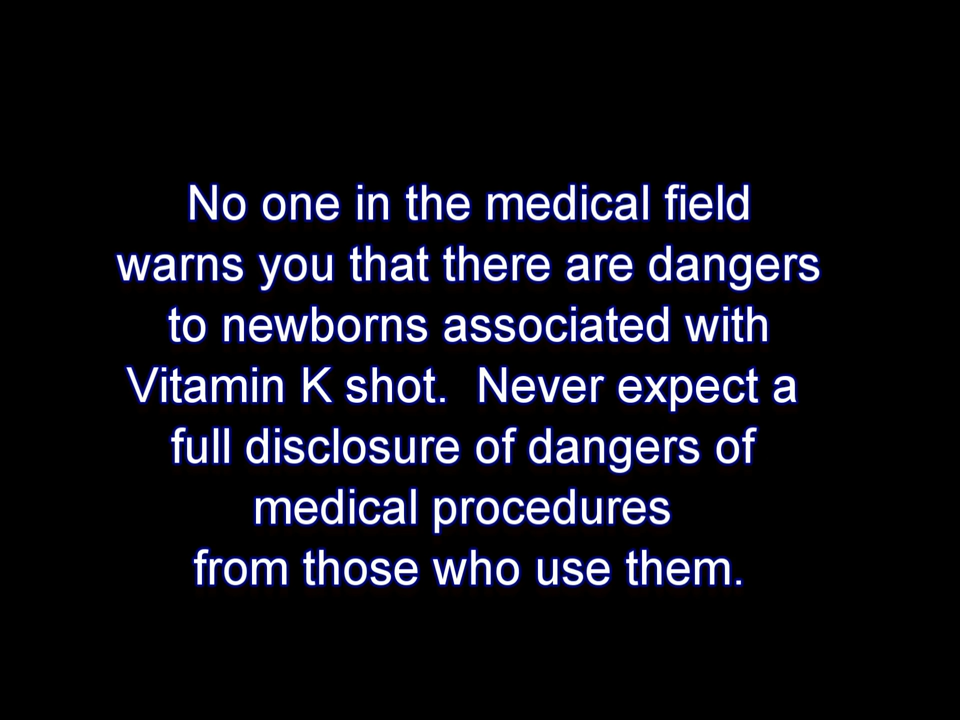 No one in the medical field
warns you that there are dangers
to newborns associated with
Vitamin K shot.  Never expect a
full disclosure of dangers of
medical procedures
from those who use them.